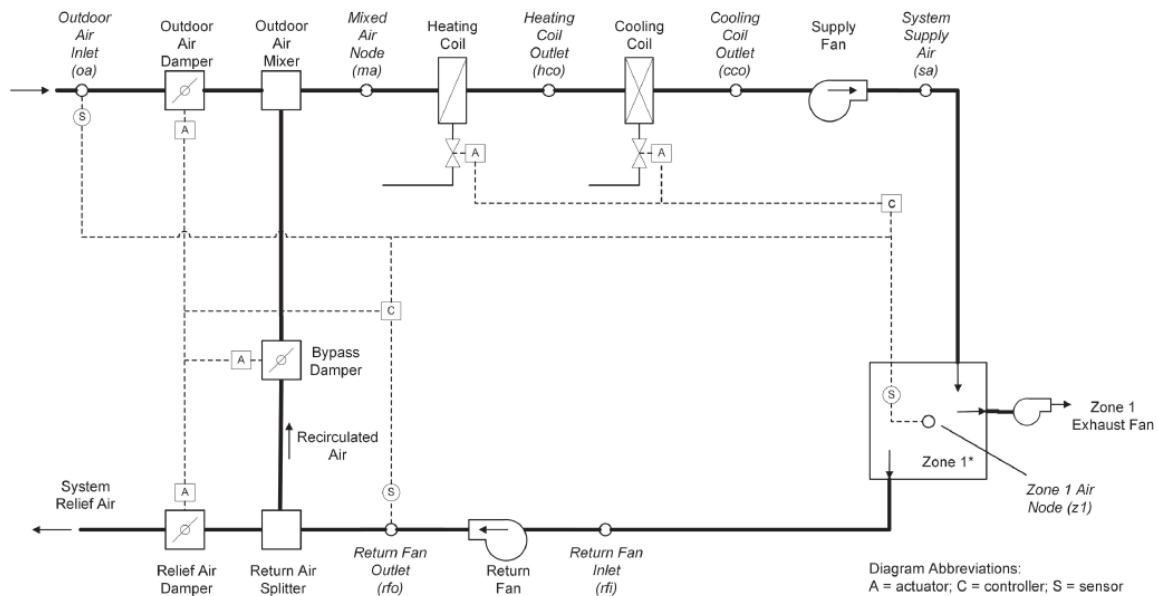 Outdoor
Air
Inlet
(oa)
Outdoor
Air
Damper
Outdoor
Air
Mixer
Mixed
Air
Node
(ma)
Heating
Coil
Heating
Coil
Outlet
(hco)
Cooling
Coil
Cooling
Coil
Outlet
(cco)
Supply
Fan
System
Supply
Air
(sa)
S
A
A
A
C
C
A
Bypass
Damper
S
Zone 1
Exhaust Fan
Recirculated
Air
Zone 1*
System
Relief Air
A
S
Zone 1 Air
Node (z1)
Relief Air
Damper
Return Air
Splitter
Return Fan
Outlet
(rfo)
Return
Fan
Return Fan
Inlet
(rfi)
Diagram Abbreviations:
A = actuator; C = controller; S = sensor